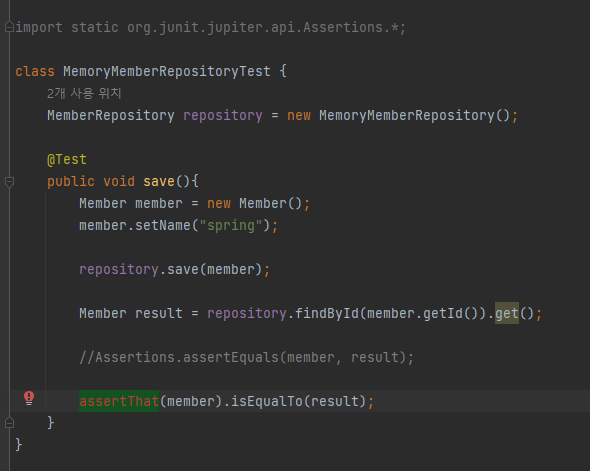 import static org.junit.jupiter.api.Assertions.*;
class MemoryMemberRepositoryTest {
2개 사용 위치
MemberRepository repository = new MemoryMemberRepository();
@Test
public void save(){
Member member = new Member();
member.setName("spring");
repository.save(member);
Member result = repository.findById(member.getId()).get();
//Assertions.assertEquals(member, result);
assertThat(member).isEqualTo(result);
}
}